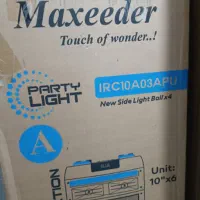 Maxeeder
Touch of wonder..!
PARTY
LIGHT
IRC10A03APU
New Side Light Ball x4
A
Unit:
10"x6